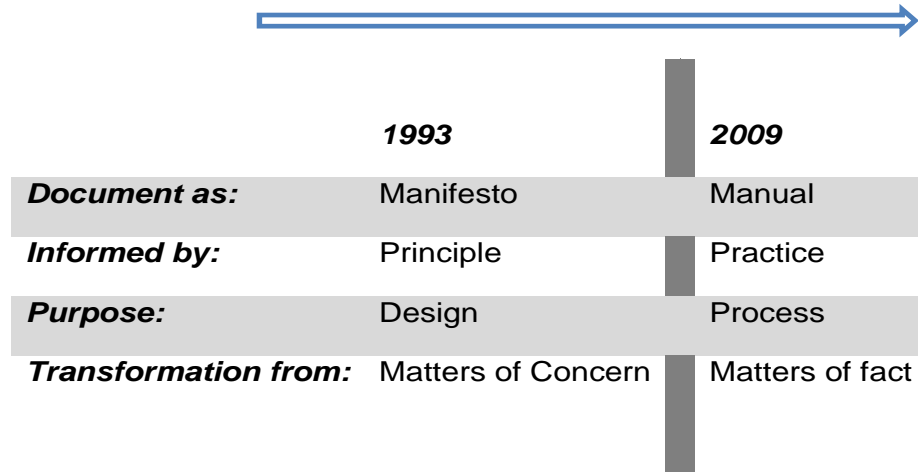 1993 2009
Document as: Manifesto Manual
Informed by: Principle Practice
Purpose: Design Process
Transformation from: Matters of Concern Matters of fact